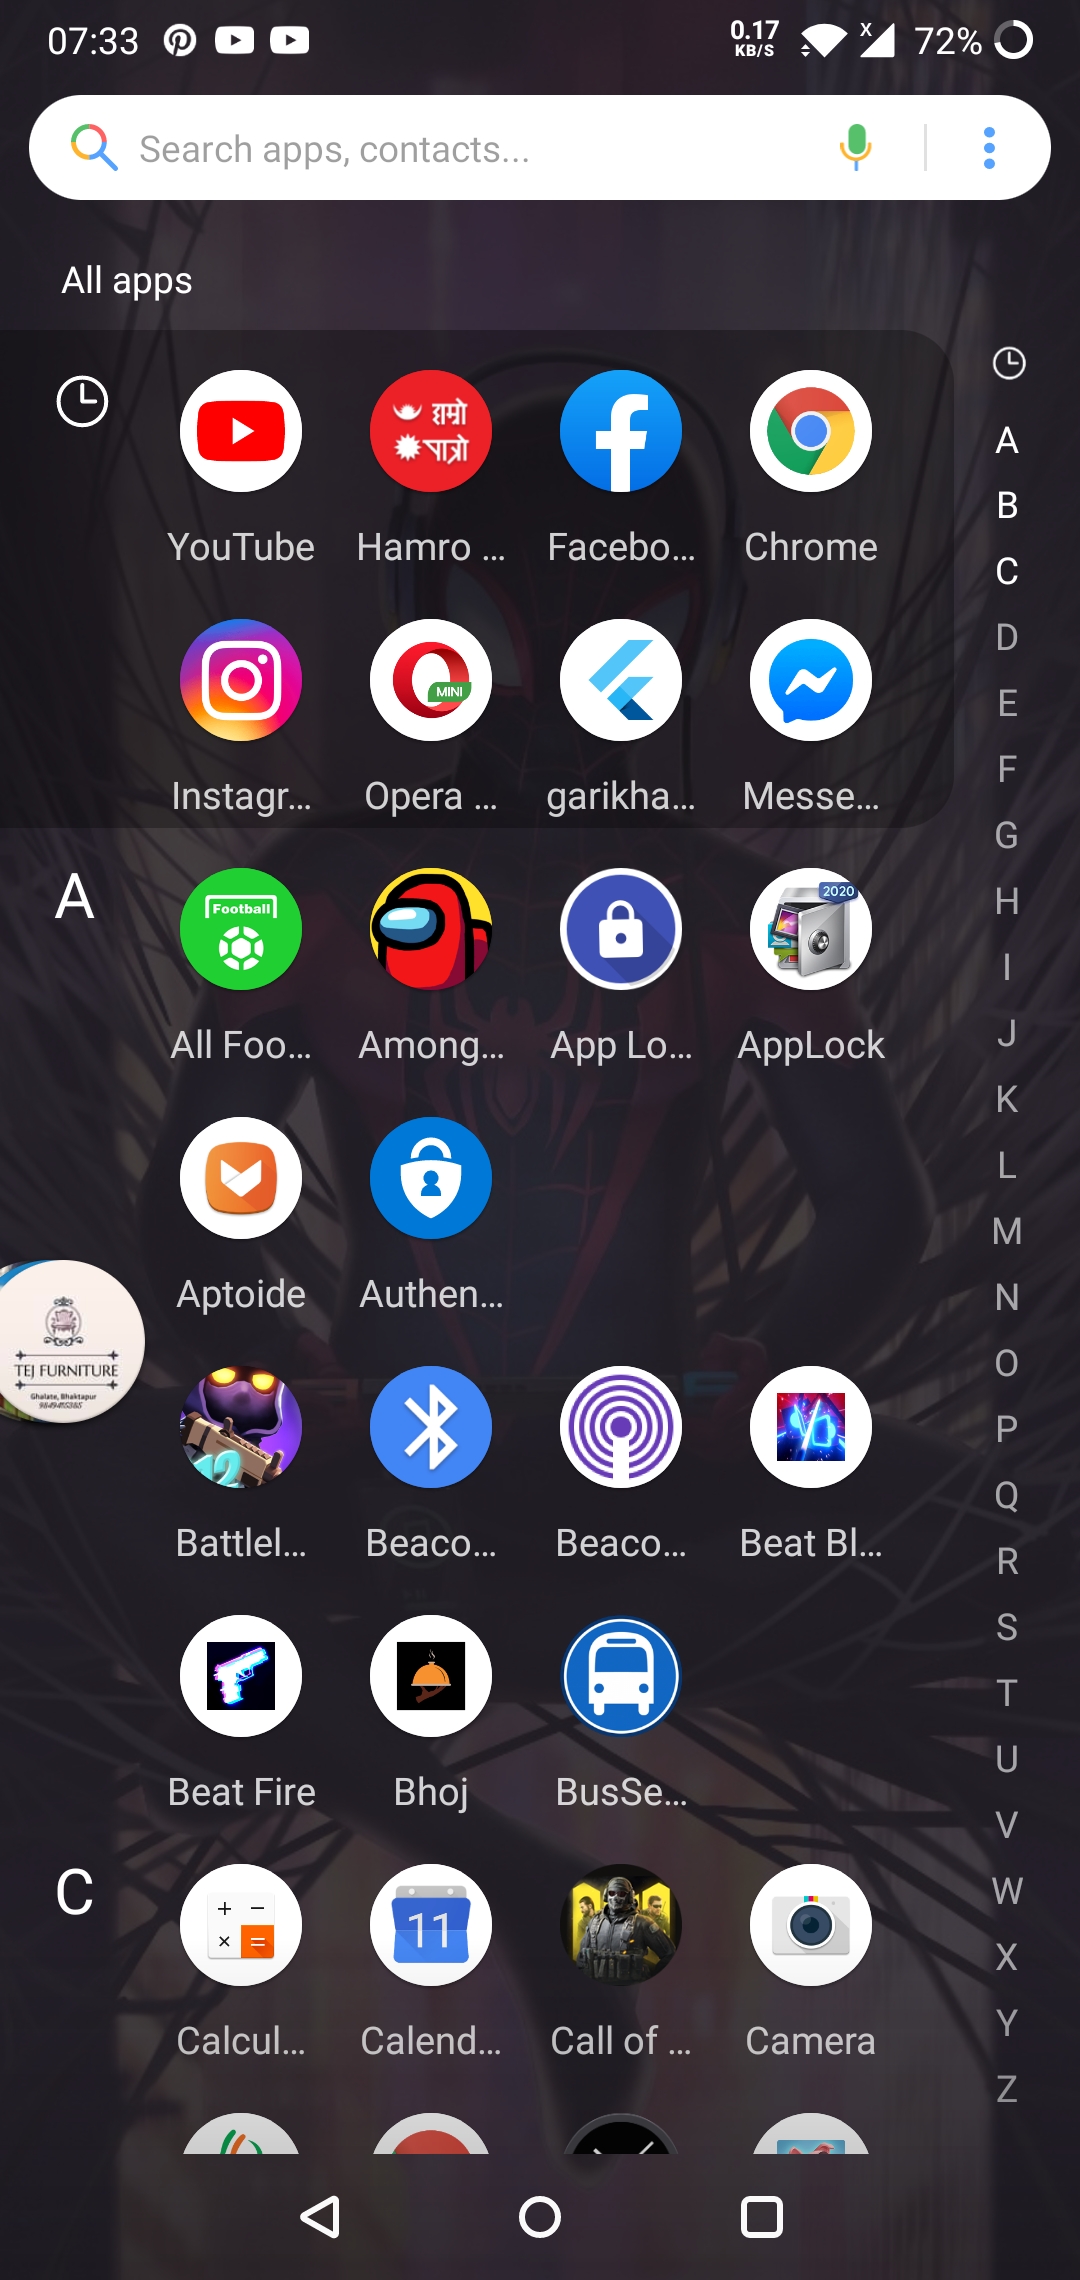 07:33
0.17
KB/S
X
72%
Search apps, contacts...
All apps
हाम्रो
पात्रो
YouTube
Hamro ...
Facebo...
Chrome
MINI
Instagr...
Opera ...
garikha...
Messe...
A
Football
2020
All Foo...
Among...
App Lo...
AppLock
Aptoide
Authen...
TEJ FURNITURE
Ghalate, Bhaktapur
12
Battlel...
Beaco...
Beaco...
Beat Bl...
Beat Fire
Bhoj
BusSe...
C
+ −
× =
11
Calcul...
Calend...
Call of ...
Camera
A
B
C
D
E
F
G
H
I
J
K
L
M
N
O
P
Q
R
S
T
U
V
W
X
Y
Z